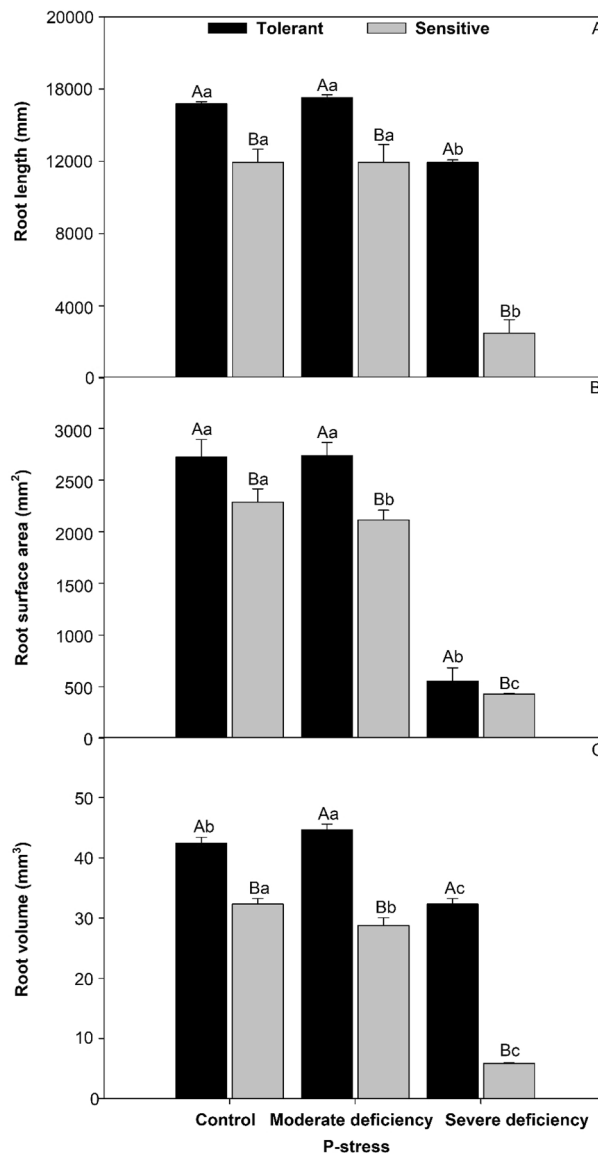 20000
Tolerant Sensitive
A
18000
12000
8000
4000
0
Root length (mm)
Aa
Ba
Aa
Ba
Ab
Bb
B
3000
2500
2000
1500
1000
500
0
Root surface area (mm²)
Aa
Ba
Aa
Bb
Ab
Bc
C
50
40
30
20
10
0
Root volume (mm³)
Ab
Ba
Aa
Bb
Ac
Bc
Control Moderate deficiency Severe deficiency
P-stress